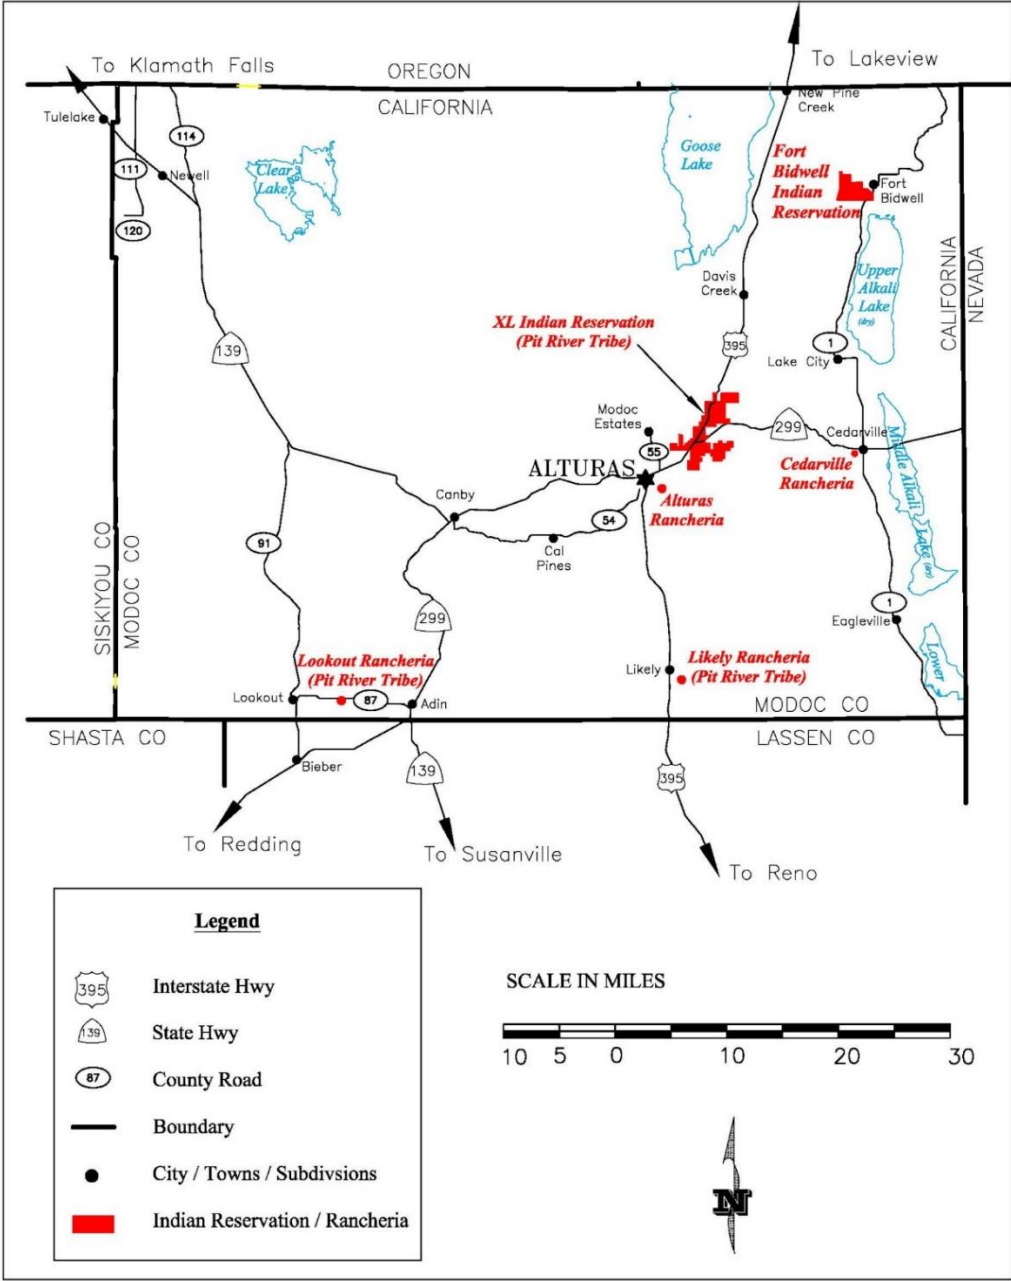 To Lakeview
To Klamath Falls
OREGON
CALIFORNIA
New Pine
Creek
Tulelake
114
111
Newell
120
Clear
Lake
Goose
Lake
Fort
Bidwell
Indian
Reservation
Fort
Bidwell
CALIFORNIA
NEVADA
Upper
Alkali
Lake
(dry)
Davis
Creek
XL Indian Reservation
(Pit River Tribe)
139
395
1
Lake City
Modoc
Estates
299
Cedarville
55
ALTURAS
Cedarville
Rancheria
Middle Alkali
Lake (dry)
Canby
54
Alturas
Rancheria
Cal
Pines
91
SISKIYOU CO
MODOC CO
299
1
Eagleville
Lower
Lookout Rancheria
(Pit River Tribe)
Likely
Likely Rancheria
(Pit River Tribe)
Lookout
87
Adin
MODOC CO
SHASTA CO
LASSEN CO
Bieber
139
395
To Redding
To Susanville
To Reno
Legend
395
Interstate Hwy
139
State Hwy
87
County Road
Boundary
City / Towns / Subdivsions
Indian Reservation / Rancheria
SCALE IN MILES
10 5 0 10 20 30
N